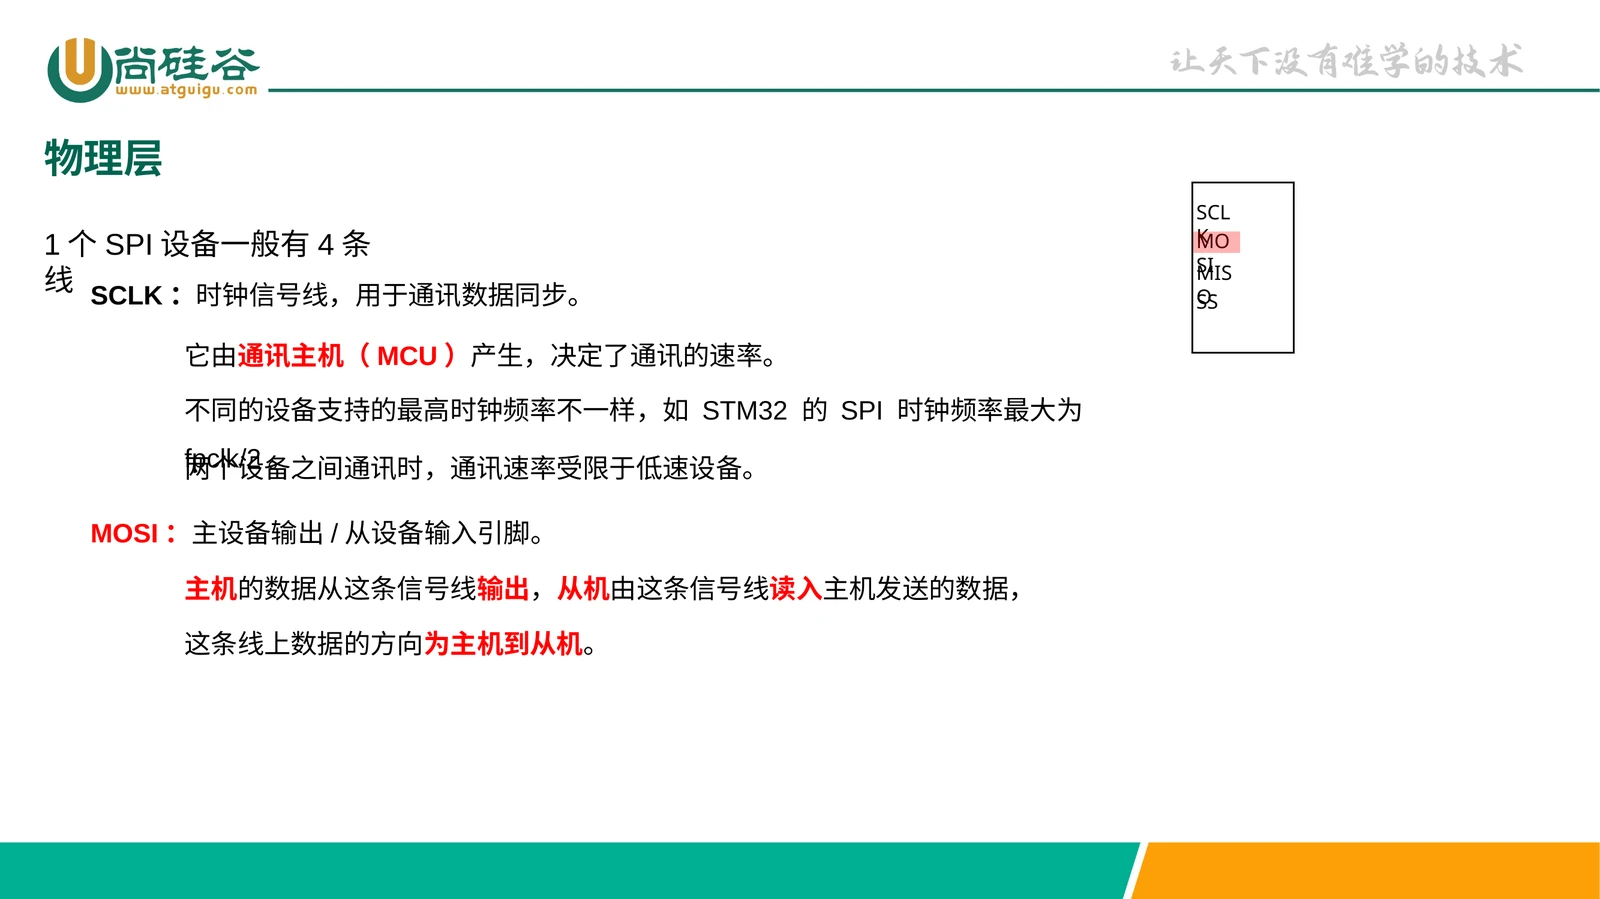 尚硅谷
www.atguigu.com
让天下没有难学的技术
物理层
1 个 SPI 设备一般有 4 条
线
SCLK：时钟信号线，用于通讯数据同步。
它由通讯主机（ MCU ）产生，决定了通讯的速率。
不同的设备支持的最高时钟频率不一样，如 STM32 的 SPI 时钟频率最大为
fpclk/2
两个设备之间通讯时，通讯速率受限于低速设备。
MOSI：主设备输出 / 从设备输入引脚。
主机的数据从这条信号线输出，从机由这条信号线读入主机发送的数据，
这条线上数据的方向为主机到从机。
SCL
K
MO
SI
MIS
O
SS